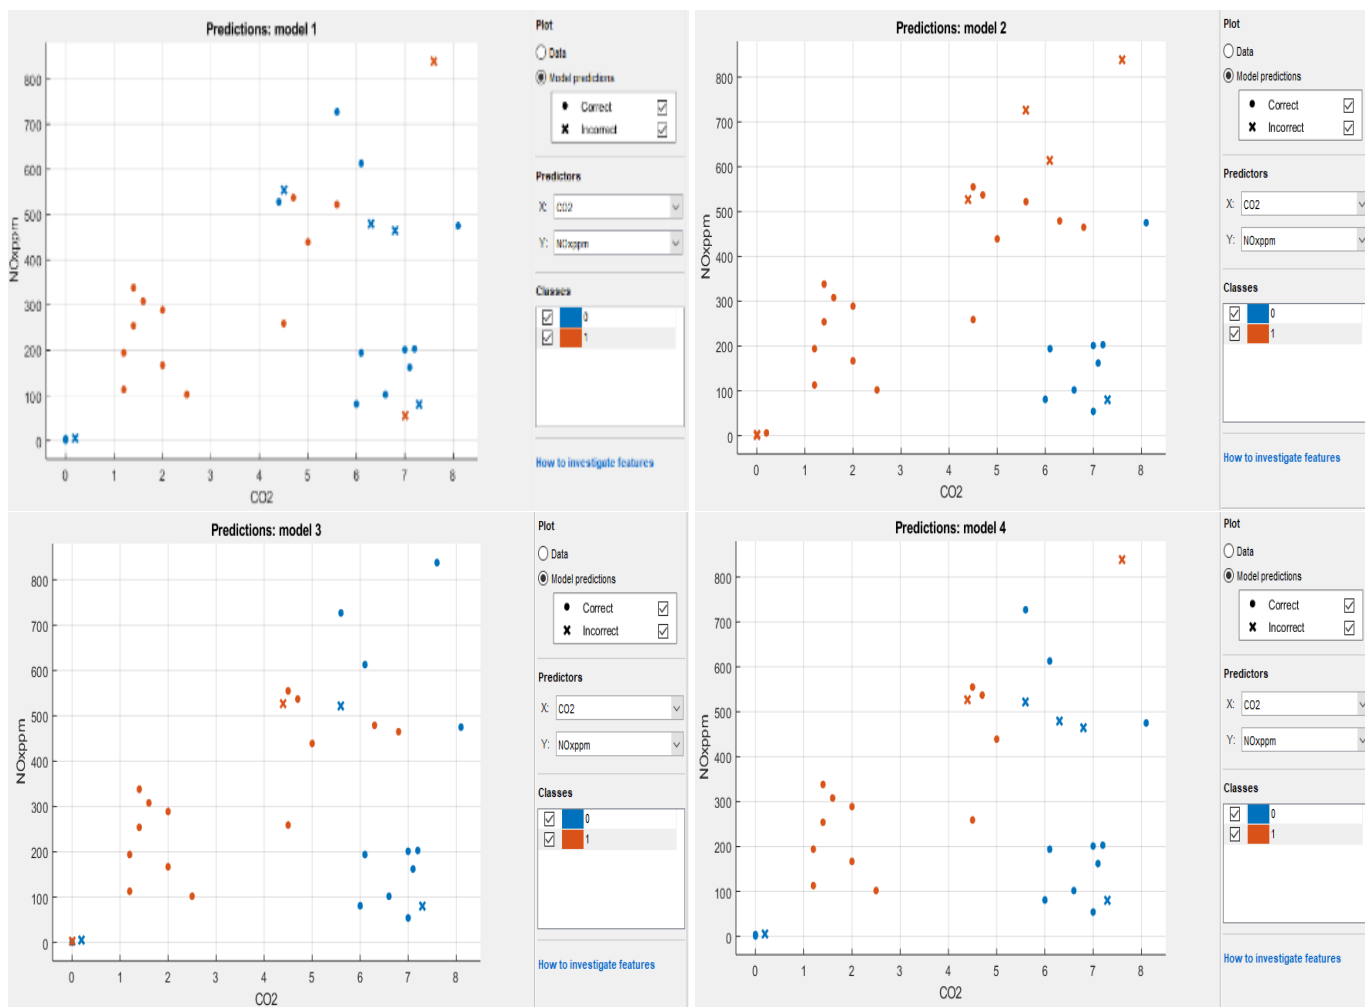 Predictions: model 1
NOxppm
800
700
600
500
400
300
200
100
0
0 1 2 3 4 5 6 7 8
CO2
Plot
Data
Model predictions
Correct
Incorrect
Predictors
X: CO2
Y: NOxppm
Classes
0
1
How to investigate features
Predictions: model 2
NOxppm
800
700
600
500
400
300
200
100
0
0 1 2 3 4 5 6 7 8
CO2
Plot
Data
Model predictions
Correct
Incorrect
Predictors
X: CO2
Y: NOxppm
Classes
0
1
How to investigate features
Predictions: model 3
NOxppm
800
700
600
500
400
300
200
100
0
0 1 2 3 4 5 6 7 8
CO2
Plot
Data
Model predictions
Correct
Incorrect
Predictors
X: CO2
Y: NOxppm
Classes
0
1
How to investigate features
Predictions: model 4
NOxppm
800
700
600
500
400
300
200
100
0
0 1 2 3 4 5 6 7 8
CO2
Plot
Data
Model predictions
Correct
Incorrect
Predictors
X: CO2
Y: NOxppm
Classes
0
1
How to investigate features